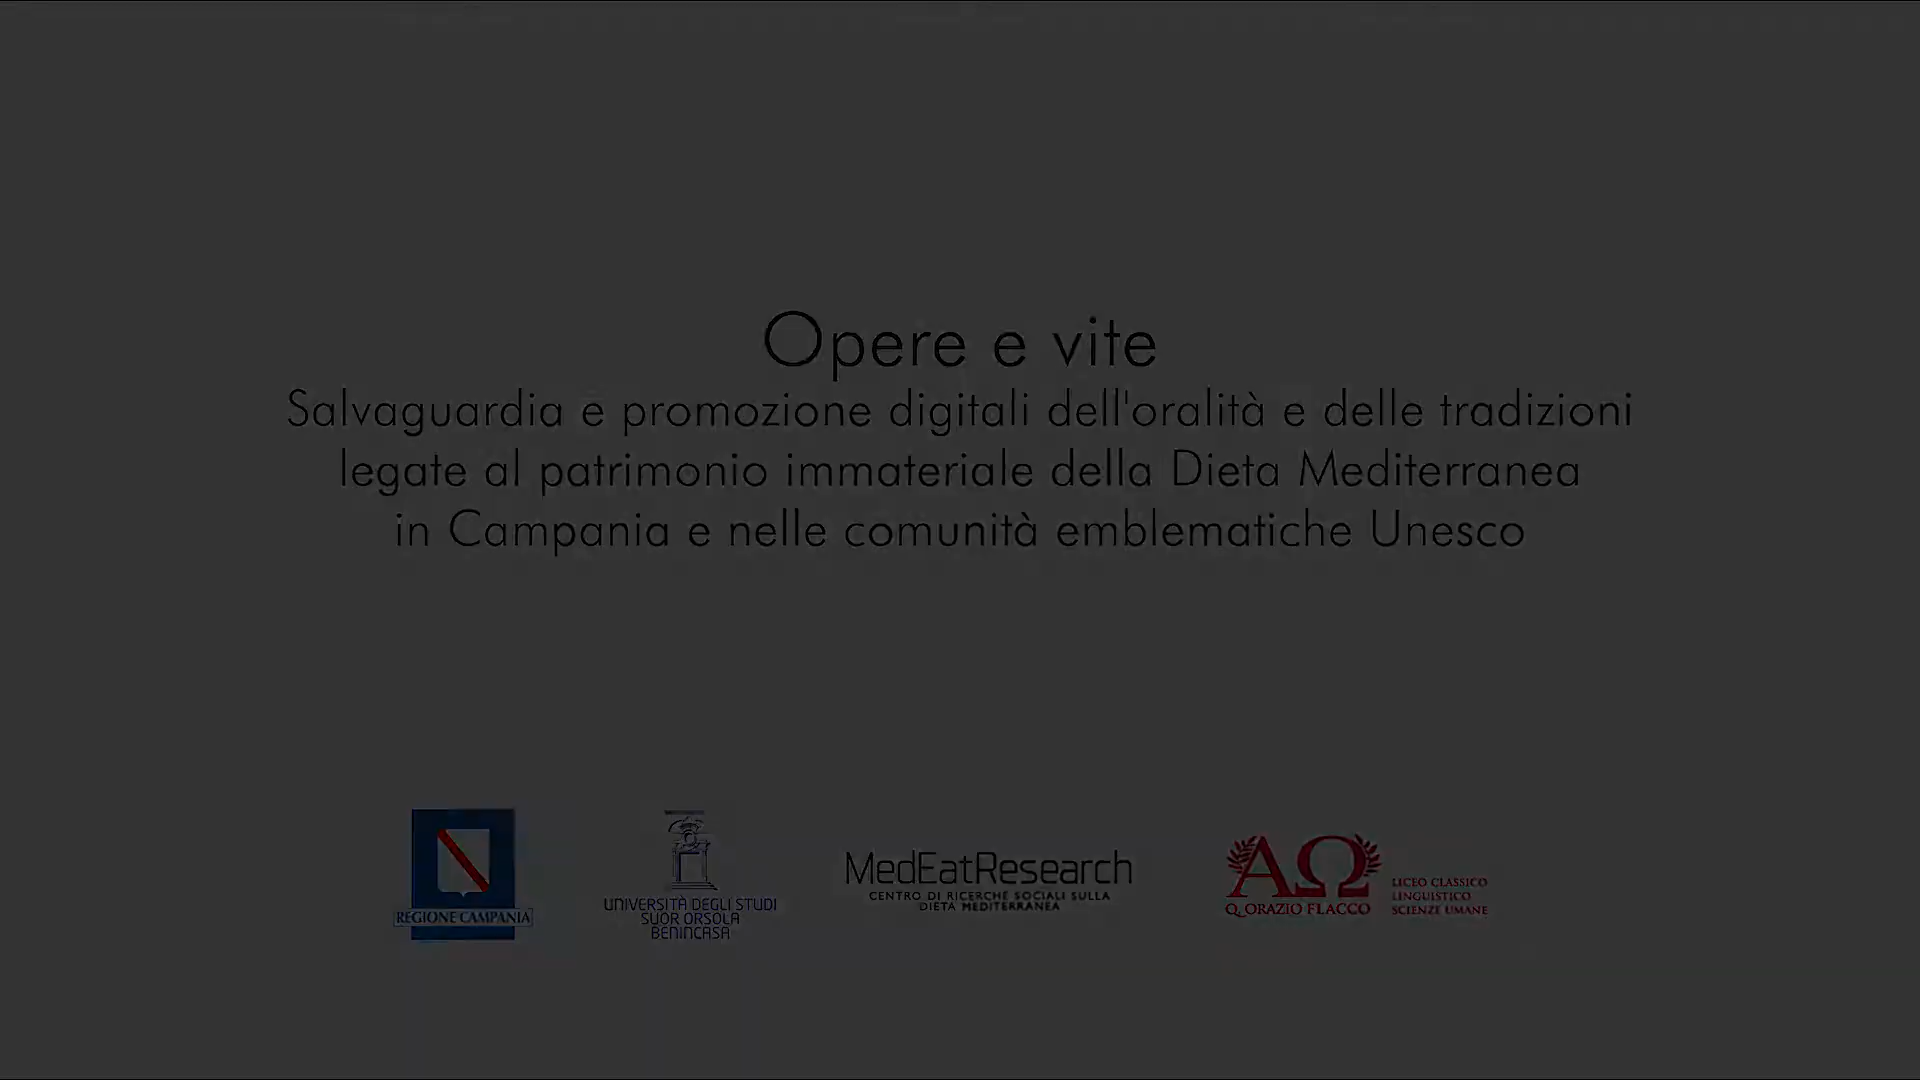 Opere e vite
Salvaguardia e promozione digitali dell'oralità e delle tradizioni
legate al patrimonio immateriale della Dieta Mediterranea
in Campania e nelle comunità emblematiche Unesco
REGIONE CAMPANIA
UNIVERSITÀ DEGLI STUDI
SUOR ORSOLA
BENINCASA
MedEatResearch
CENTRO DI RICERCHE SOCIALI SULLA
DIETA MEDITERRANEA
ΑΩ
Q. ORAZIO FLACCO
LICEO CLASSICO
LINGUISTICO
SCIENZE UMANE